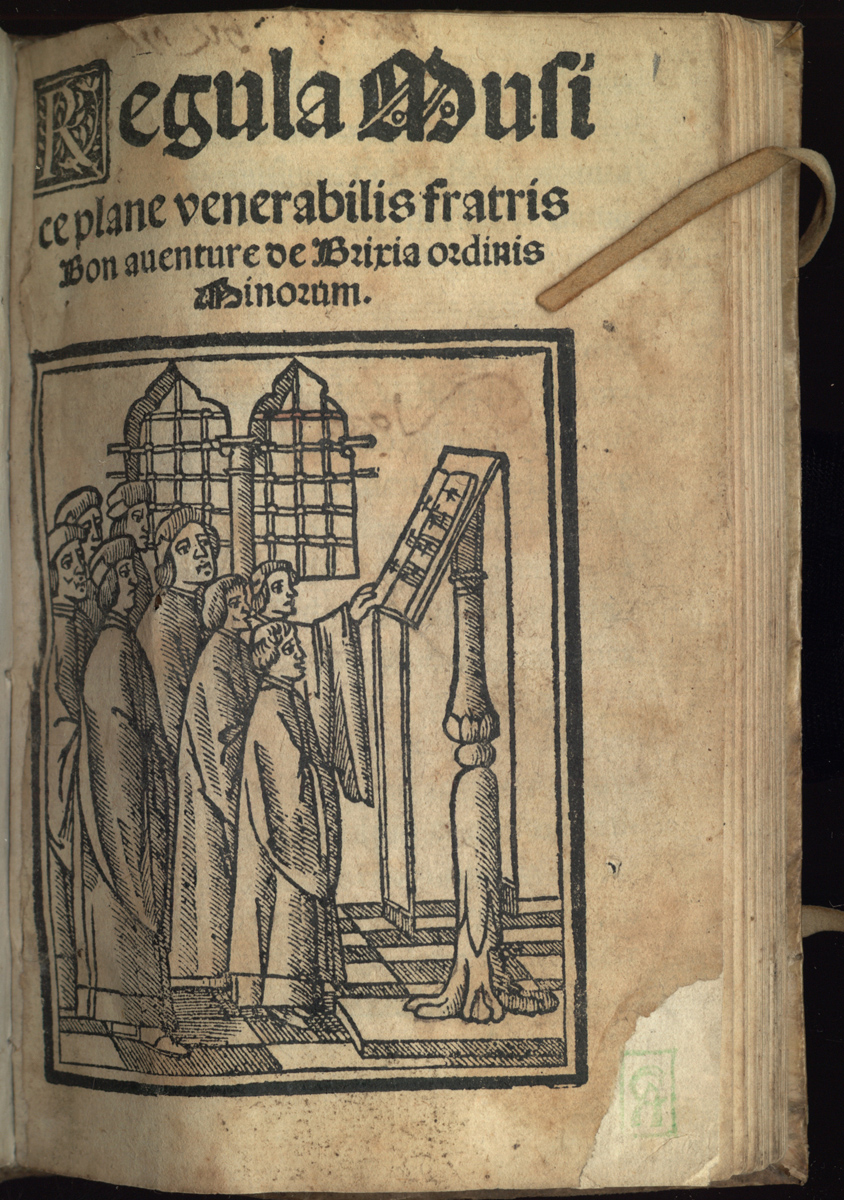 Regula Musi
ce plane venerabilis fratris
Bon auenture de Brixia ordinis
Minorum.